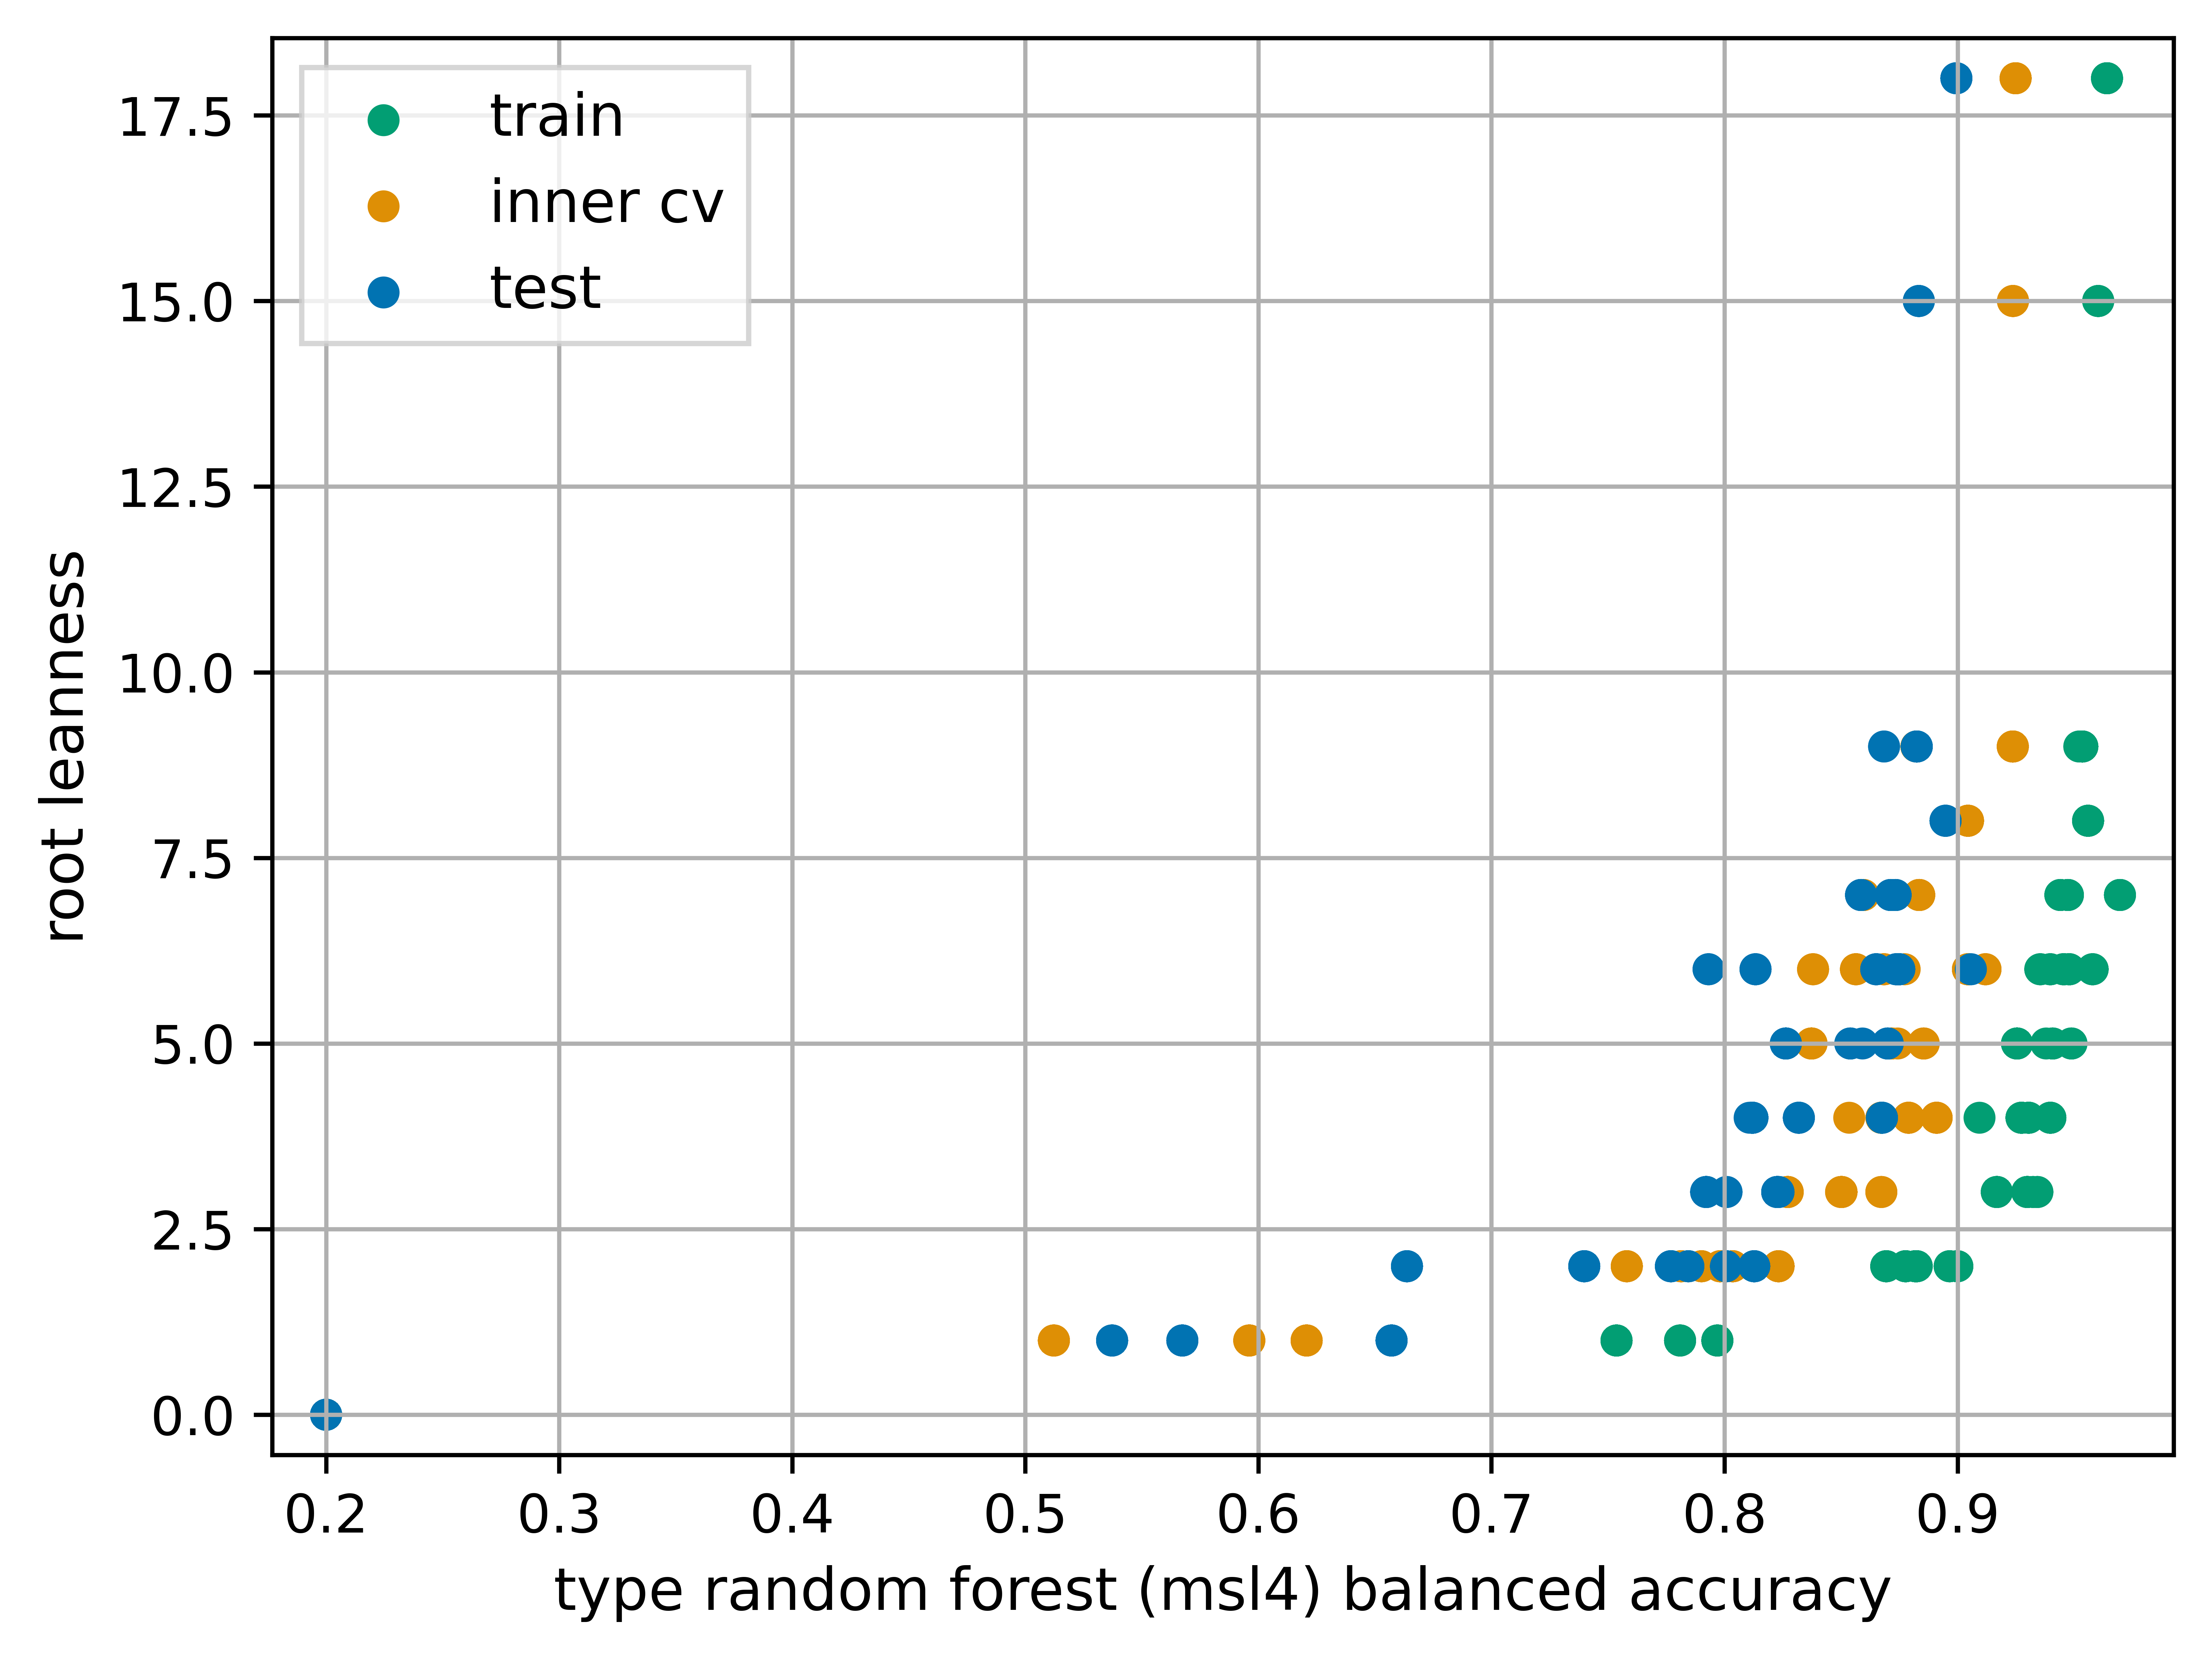 train
inner cv
test
17.5
15.0
12.5
10.0
7.5
5.0
2.5
0.0
root leanness
0.2 0.3 0.4 0.5 0.6 0.7 0.8 0.9
type random forest (msl4) balanced accuracy